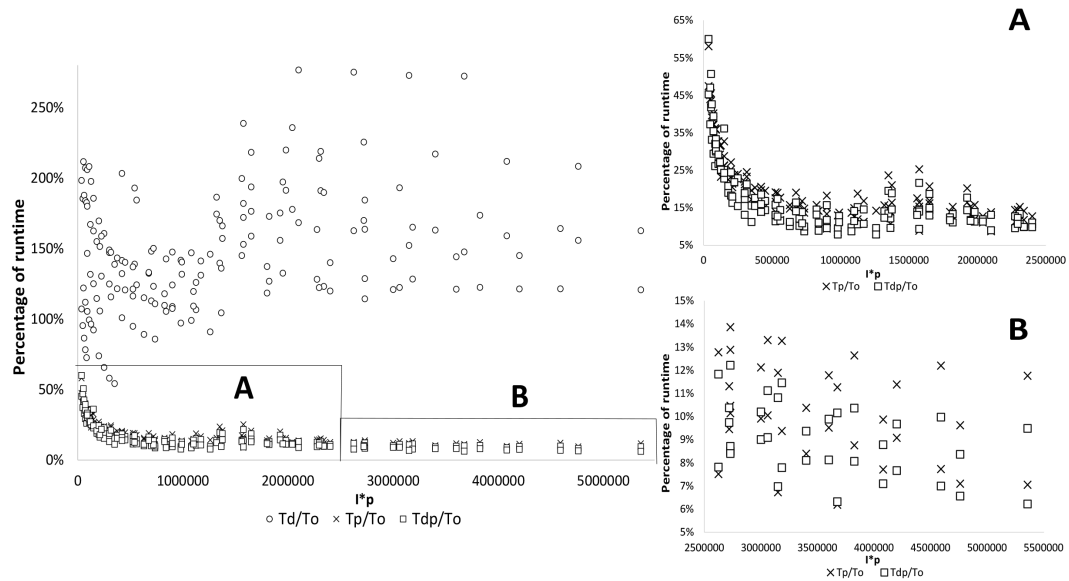 Percentage of runtime
250%
200%
150%
100%
50%
0%
A
B
0 1000000 2000000 3000000 4000000 5000000
I*p
Td/To Tp/To Tdp/To
A
Percentage of runtime
65%
55%
45%
35%
25%
15%
5%
0 500000 1000000 1500000 2000000 2500000
I*p
Tp/To Tdp/To
B
Percentage of runtime
15%
14%
13%
12%
11%
10%
9%
8%
7%
6%
5%
2500000 3000000 3500000 4000000 4500000 5000000 5500000
I*p
Tp/To Tdp/To